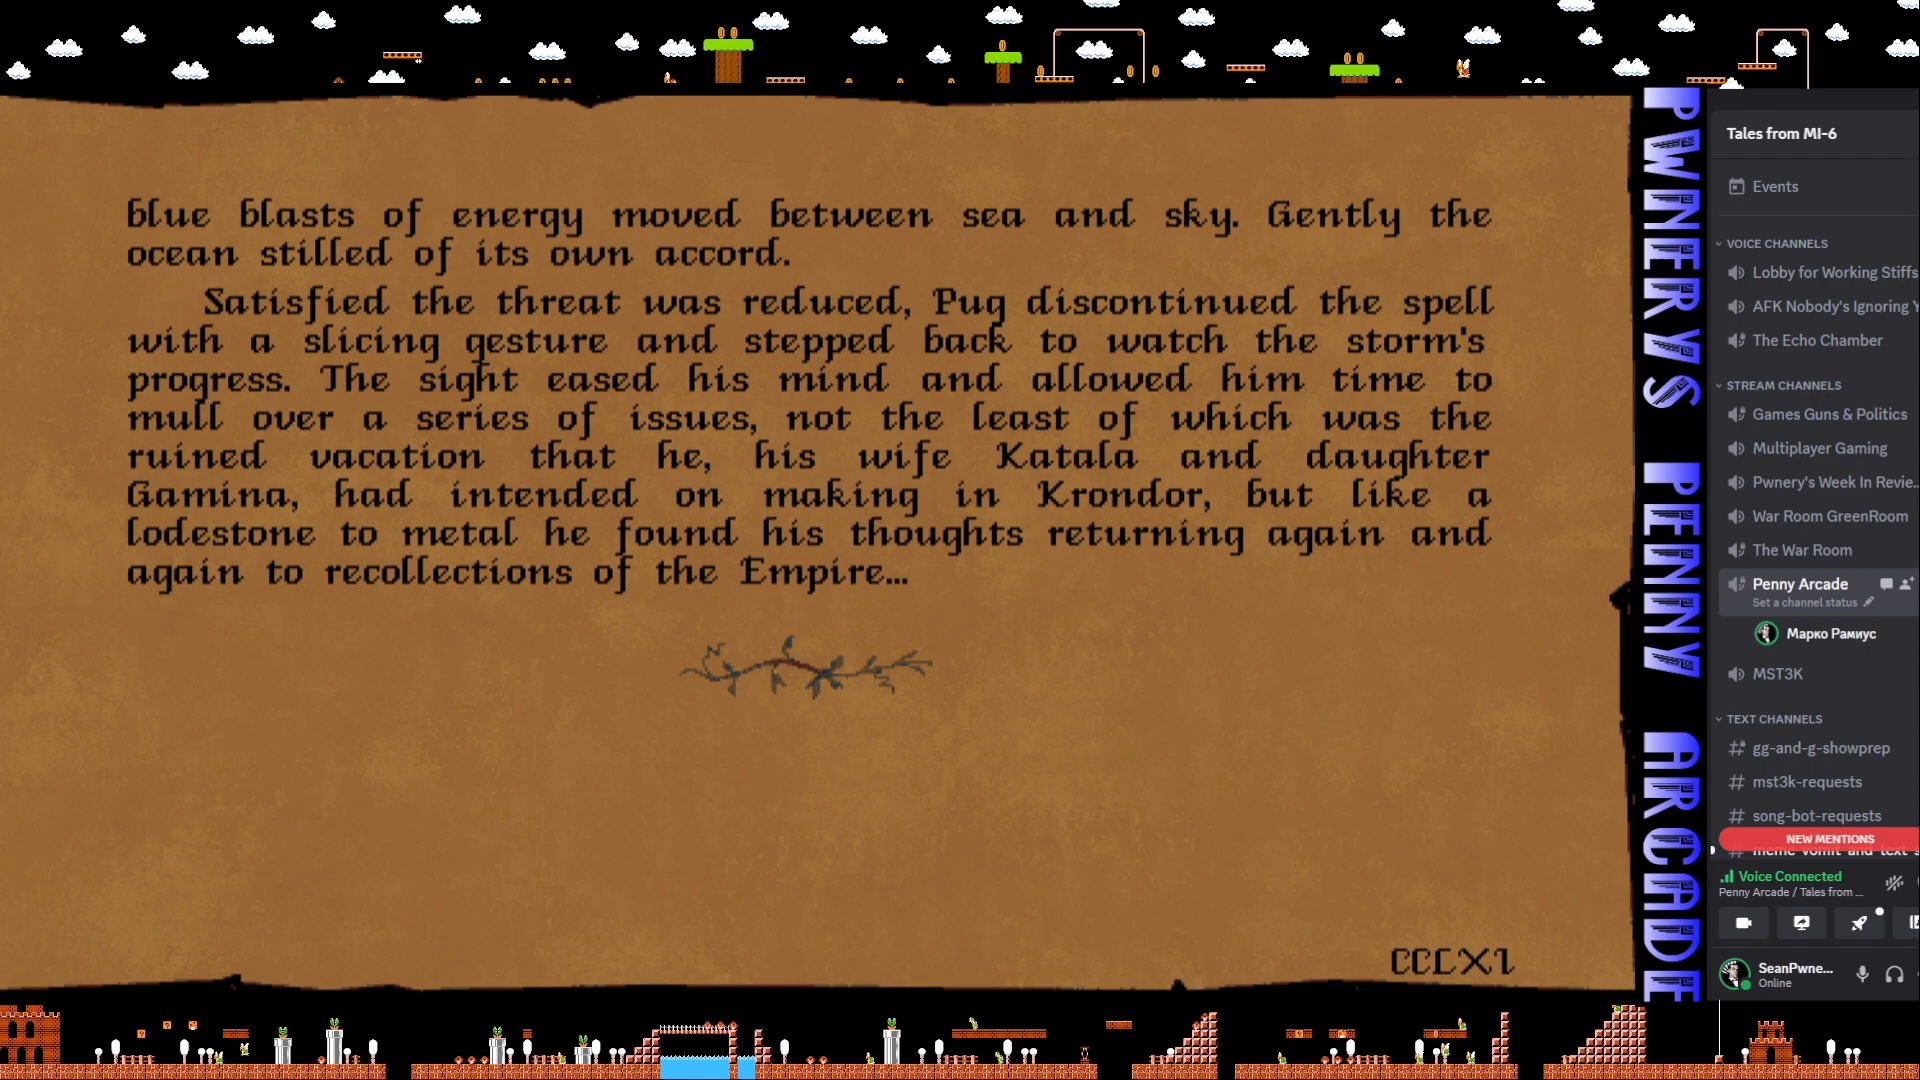 blue blasts of energy moved between sea and sky. Gently the
ocean stilled of its own accord.
Satisfied the threat was reduced, Pug discontinued the spell
with a slicing gesture and stepped back to watch the storm's
progress. The sight eased his mind and allowed him time to
mull over a series of issues, not the least of which was the
ruined vacation that he, his wife Katala and daughter
Gamina, had intended on making in Krondor, but like a
lodestone to metal he found his thoughts returning again and
again to recollections of the Empire...
CCCLXI
PWNERYS PENNY ARCADE
Tales from MI-6
Events
VOICE CHANNELS
Lobby for Working Stiffs
AFK Nobody's Ignoring Y
The Echo Chamber
STREAM CHANNELS
Games Guns & Politics
Multiplayer Gaming
Pwnery's Week In Revie...
War Room GreenRoom
The War Room
Penny Arcade
Set a channel status
Марко Рамиус
MST3K
TEXT CHANNELS
gg-and-g-showprep
mst3k-requests
song-bot-requests
NEW MENTIONS
Voice Connected
Penny Arcade / Tales from ...
SeanPwne...
Online